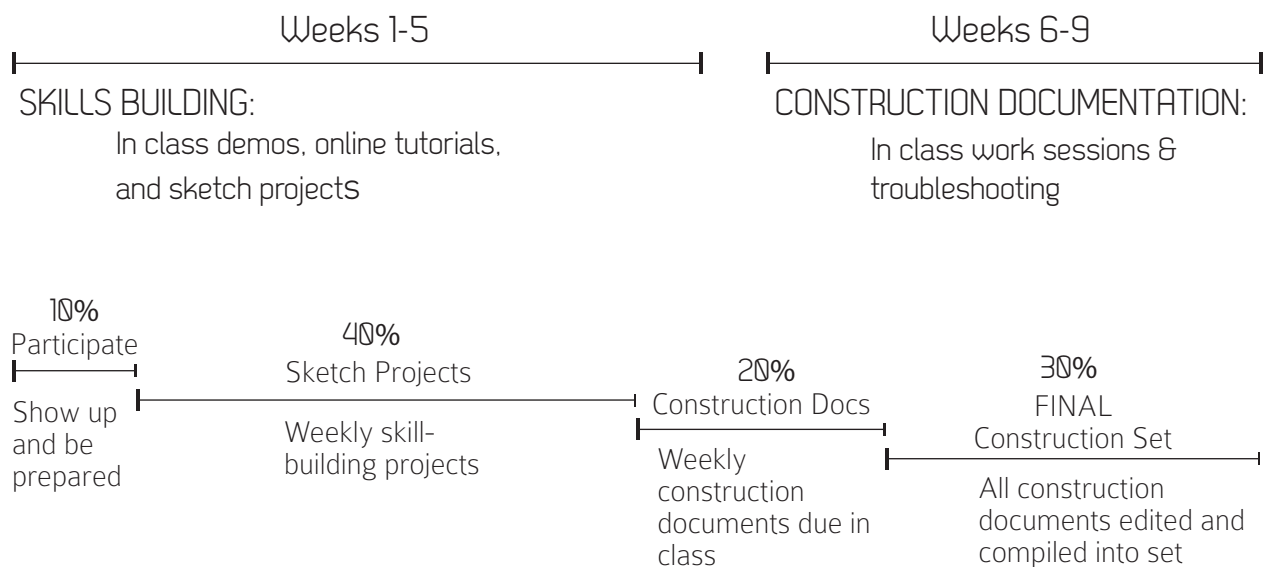 Weeks 1-5
SKILLS BUILDING:
In class demos, online tutorials,
and sketch projects
Weeks 6-9
CONSTRUCTION DOCUMENTATION:
In class work sessions &
troubleshooting
10%
Participate
Show up
and be
prepared
40%
Sketch Projects
Weekly skill-
building projects
20%
Construction Docs
Weekly
construction
documents due in
class
30%
FINAL
Construction Set
All construction
documents edited and
compiled into set